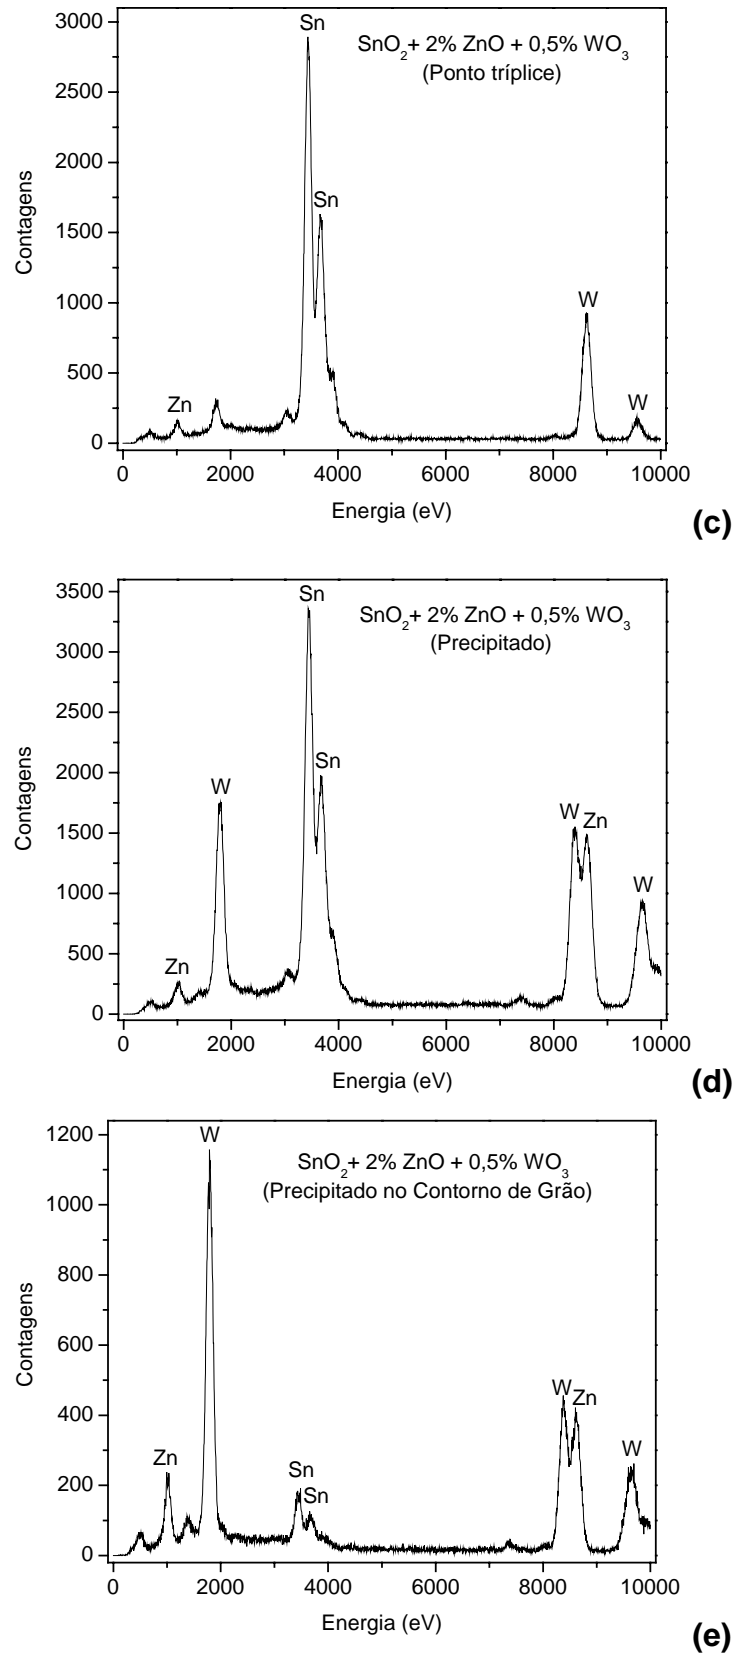 Sn
3000
SnO2+ 2% ZnO + 0,5% WO3
(Ponto tríplice)
2500
2000
Sn
Contagens
1500
W
1000
500
Zn
W
0
0 2000 4000 6000 8000 10000
Energia (eV)
(c)
3500
Sn
SnO2+ 2% ZnO + 0,5% WO3
(Precipitado)
3000
2500
Sn
2000
Contagens
W
W Zn
1500
W
1000
Zn
500
0
0 2000 4000 6000 8000 10000
Energia (eV)
(d)
1200
W
SnO2+ 2% ZnO + 0,5% WO3
(Precipitado no Contorno de Grão)
1000
800
Contagens
600
W Zn
400
Zn
Sn
Sn
W
200
0
0 2000 4000 6000 8000 10000
Energia (eV)
(e)